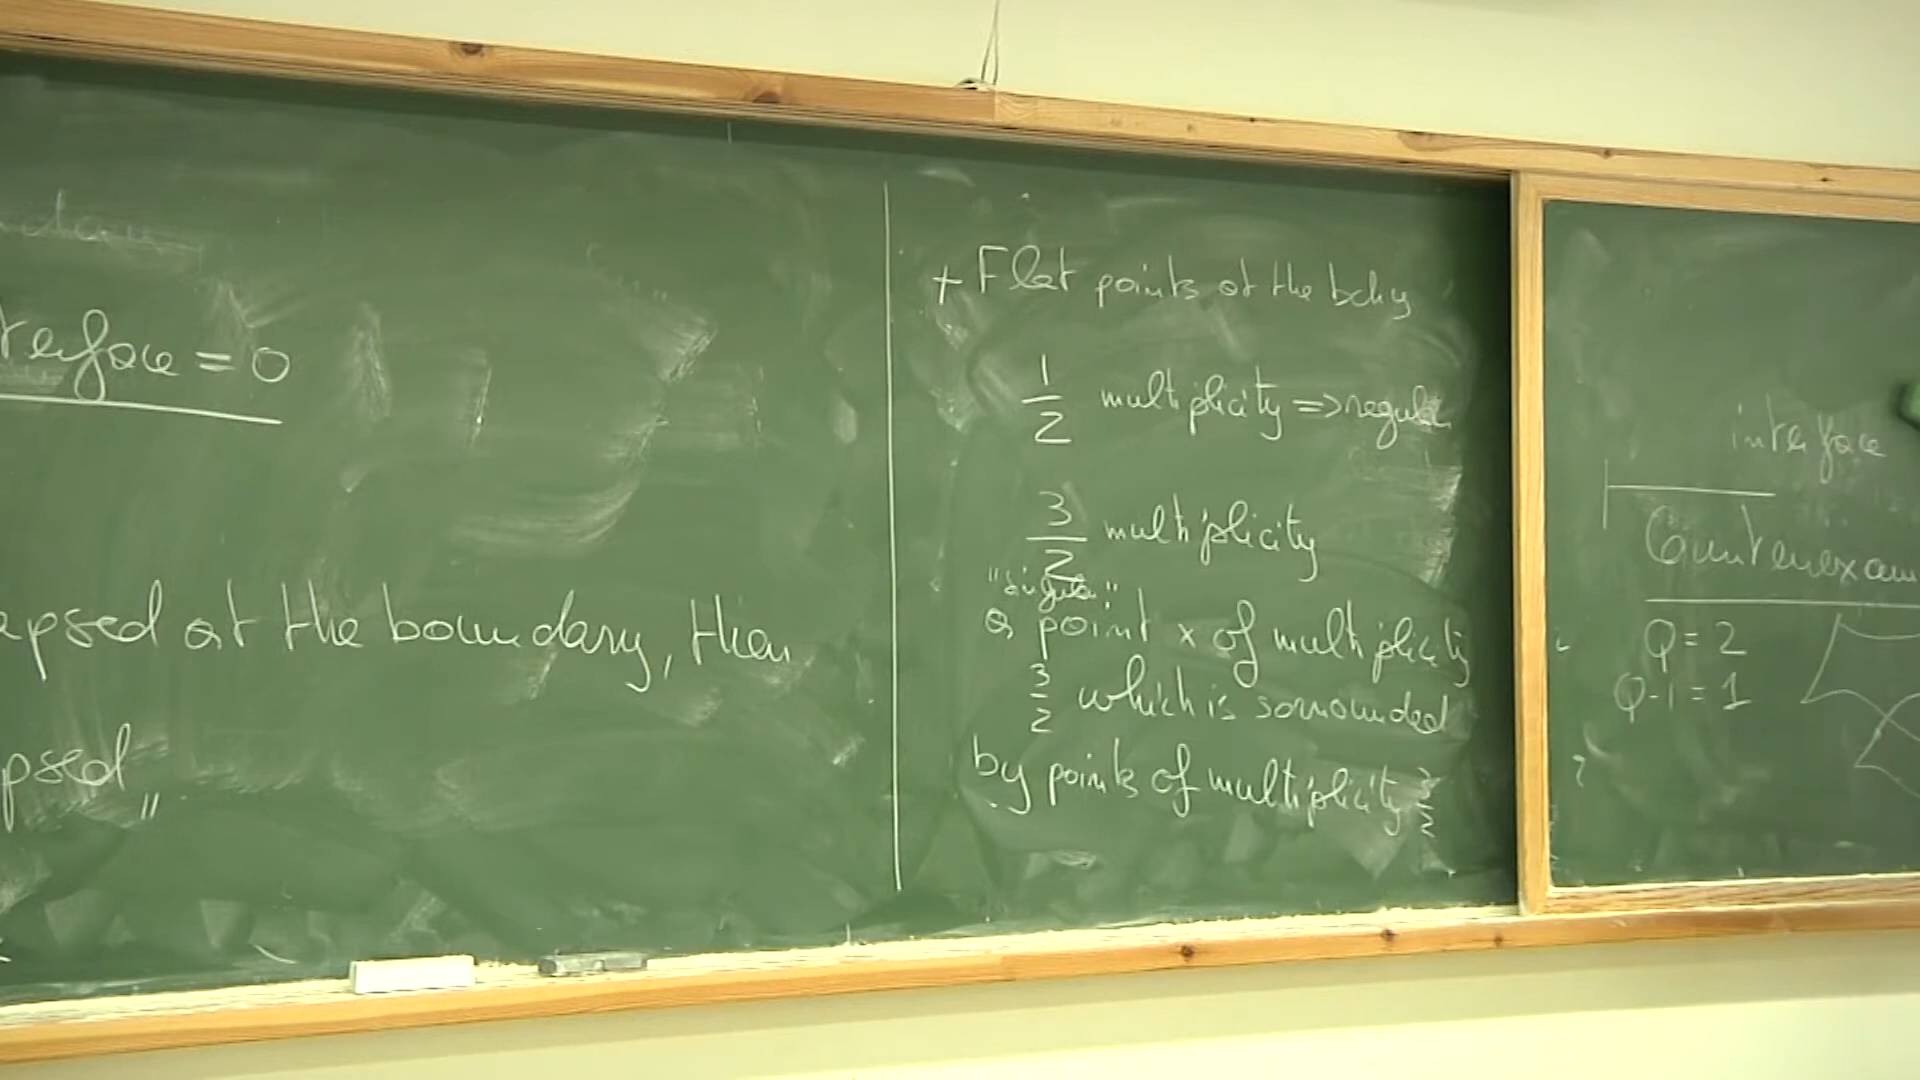 terface = 0
apsed at the boundary, then
psed"
+ Flat points at the bdry
1/2 multiplicity => regular
3/2 multiplicity
"singular"
a point x of multiplicity
3/2 which is sorrounded
by points of multiplicity 3/2
interface
Counterexam
Q = 2
Q-1 = 1